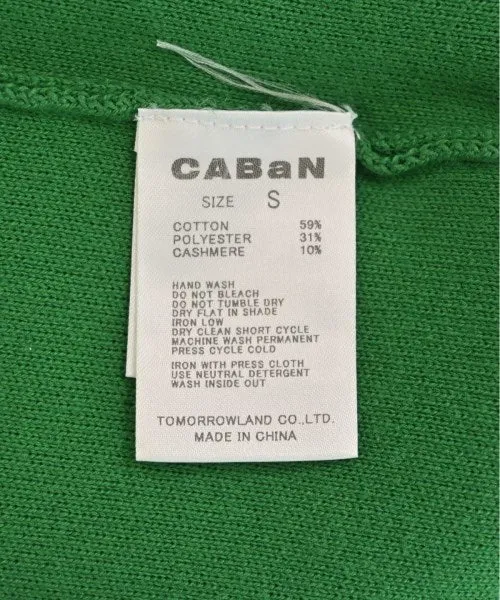 CABaN
SIZE S
COTTON 59%
POLYESTER 31%
CASHMERE 10%
HAND WASH
DO NOT BLEACH
DO NOT TUMBLE DRY
DRY FLAT IN SHADE
IRON LOW
DRY CLEAN SHORT CYCLE
MACHINE WASH PERMANENT
PRESS CYCLE COLD
IRON WITH PRESS CLOTH
USE NEUTRAL DETERGENT
WASH INSIDE OUT
TOMORROWLAND CO.,LTD.
MADE IN CHINA